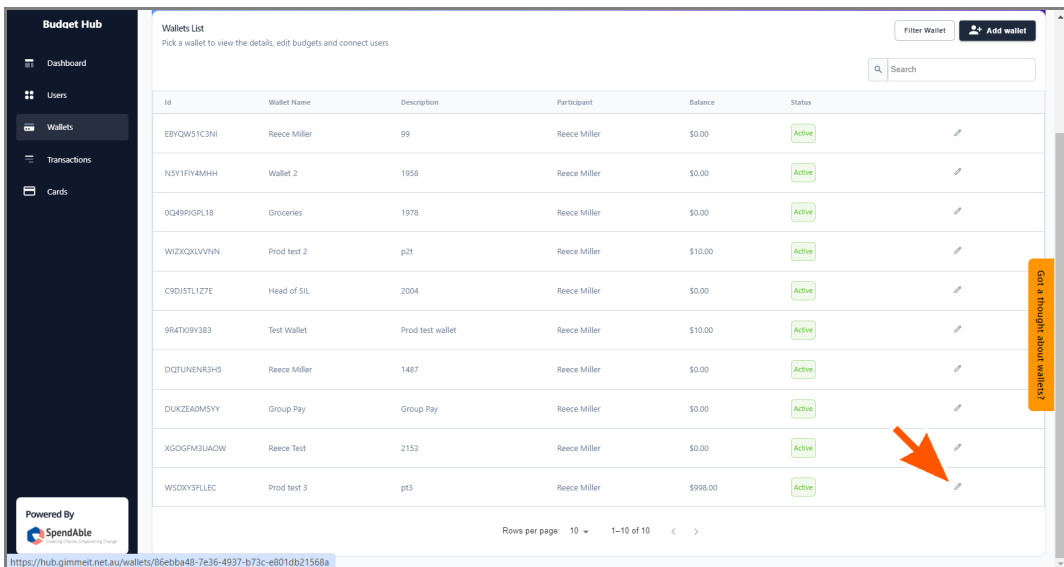 Budget Hub
Dashboard
Users
Wallets
Transactions
Cards
Powered By
SpendAble
Creating Choices, Empowering Change
Wallets List
Pick a wallet to view the details, edit budgets and connect users
Filter Wallet
Add wallet
Search
Id Wallet Name Description Participant Balance Status
EBYQW51C3NI Reece Miller 99 Reece Miller $0.00 Active
N5Y1FIY4MHH Wallet 2 1958 Reece Miller $0.00 Active
0Q49PJGPL18 Groceries 1978 Reece Miller $0.00 Active
WIZXQXLVVNN Prod test 2 p2t Reece Miller $10.00 Active
C9DJ5TL1Z7E Head of SIL 2004 Reece Miller $0.00 Active
9R4TKI9Y3B3 Test Wallet Prod test wallet Reece Miller $10.00 Active
DQTUNENR3H5 Reece Miller 1487 Reece Miller $0.00 Active
DUKZEA0M5YY Group Pay Group Pay Reece Miller $0.00 Active
XGOGFM3UAOW Reece Test 2153 Reece Miller $0.00 Active
WSDXY3FLLEC Prod test 3 pt3 Reece Miller $998.00 Active
Rows per page: 10 1–10 of 10
Got a thought about wallets?
https://hub.gimmeit.net.au/wallets/86ebba48-7e36-4937-b73c-e801db21568a